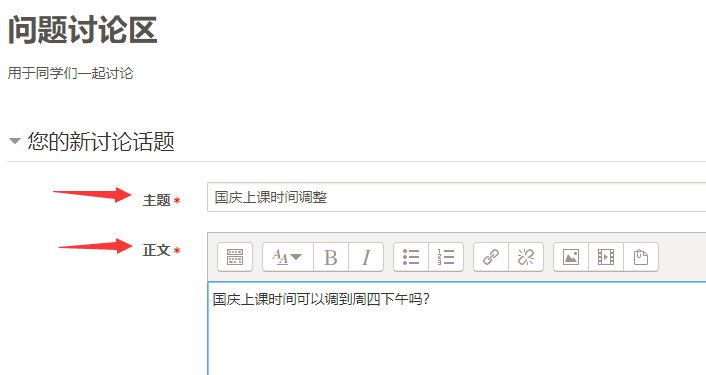 问题讨论区
用于同学们一起讨论
您的新讨论话题
主题*
国庆上课时间调整
正文*
国庆上课时间可以调到周四下午吗?